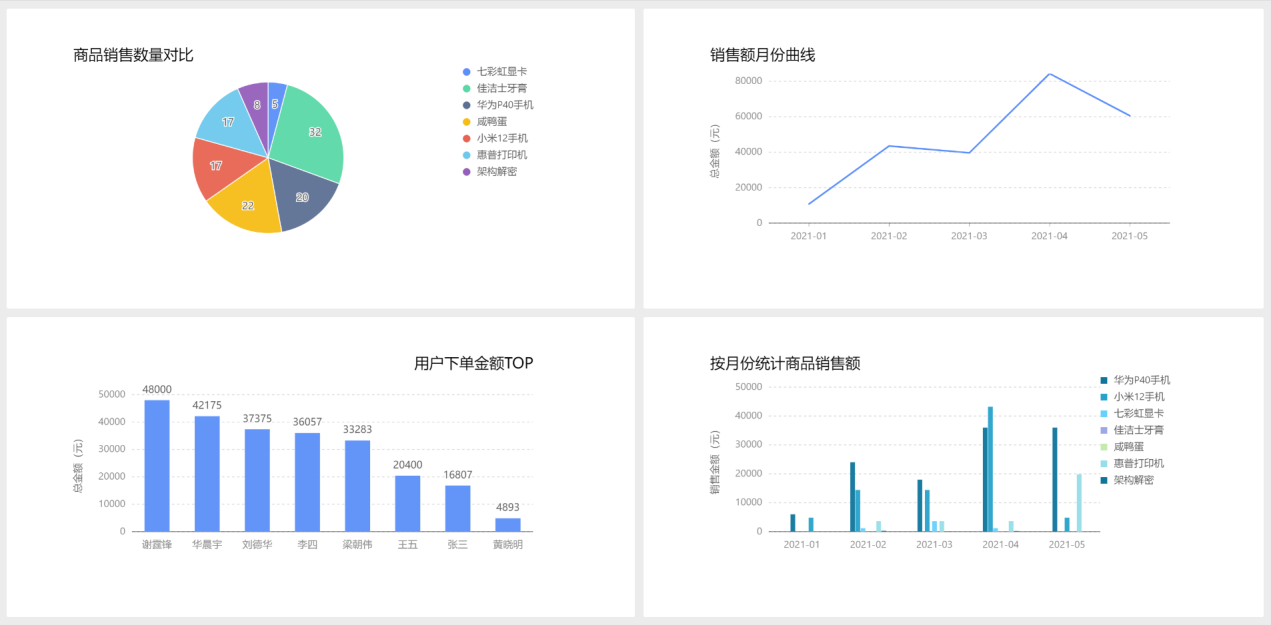 商品销售数量对比
5
32
20
22
17
17
8
七彩虹显卡
佳洁士牙膏
华为P40手机
咸鸭蛋
小米12手机
惠普打印机
架构解密
销售额月份曲线
总金额（元）
80000
60000
40000
20000
0
2021-01 2021-02 2021-03 2021-04 2021-05
用户下单金额TOP
总金额（元）
50000
40000
30000
20000
10000
0
48000
42175
37375
36057
33283
20400
16807
4893
谢霆锋 华晨宇 刘德华 李四 梁朝伟 王五 张三 黄晓明
按月份统计商品销售额
销售金额（元）
50000
40000
30000
20000
10000
0
2021-01 2021-02 2021-03 2021-04 2021-05
华为P40手机
小米12手机
七彩虹显卡
佳洁士牙膏
咸鸭蛋
惠普打印机
架构解密